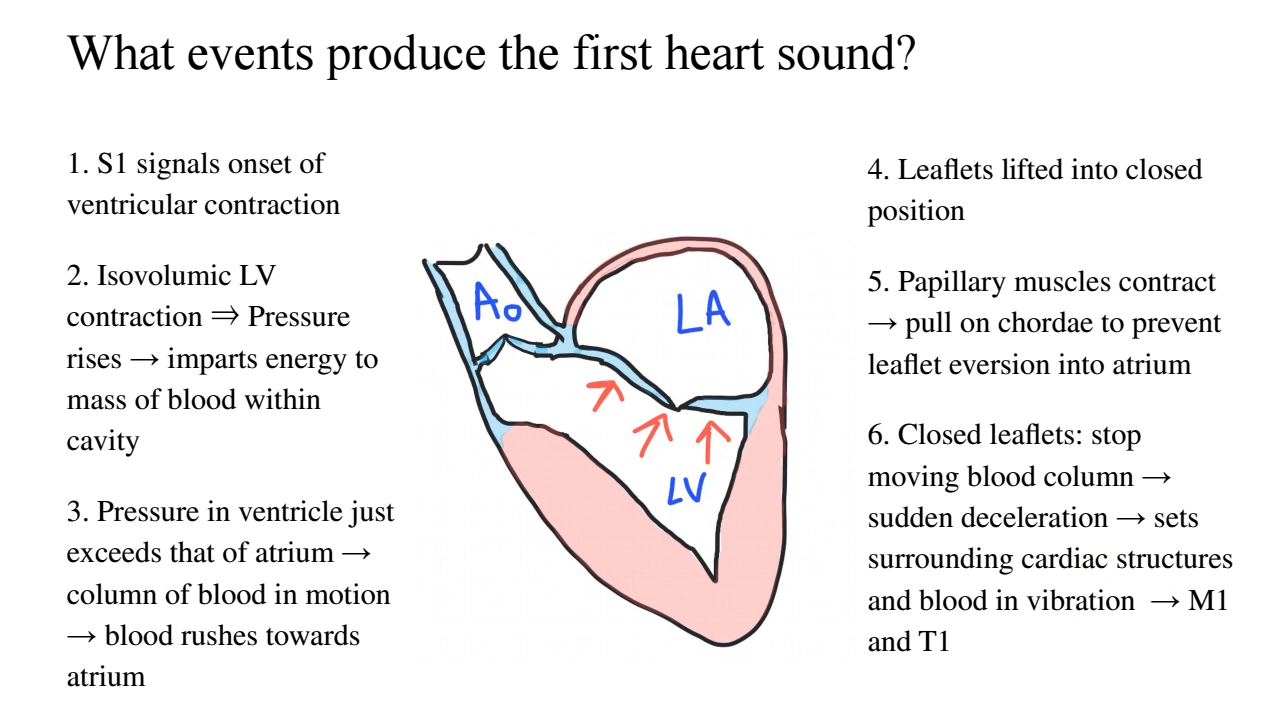 What events produce the first heart sound?
1. S1 signals onset of
ventricular contraction
2. Isovolumic LV
contraction ⇒ Pressure
rises → imparts energy to
mass of blood within
cavity
3. Pressure in ventricle just
exceeds that of atrium →
column of blood in motion
→ blood rushes towards
atrium
Ao
LA
LV
4. Leaflets lifted into closed
position
5. Papillary muscles contract
→ pull on chordae to prevent
leaflet eversion into atrium
6. Closed leaflets: stop
moving blood column →
sudden deceleration → sets
surrounding cardiac structures
and blood in vibration → M1
and T1